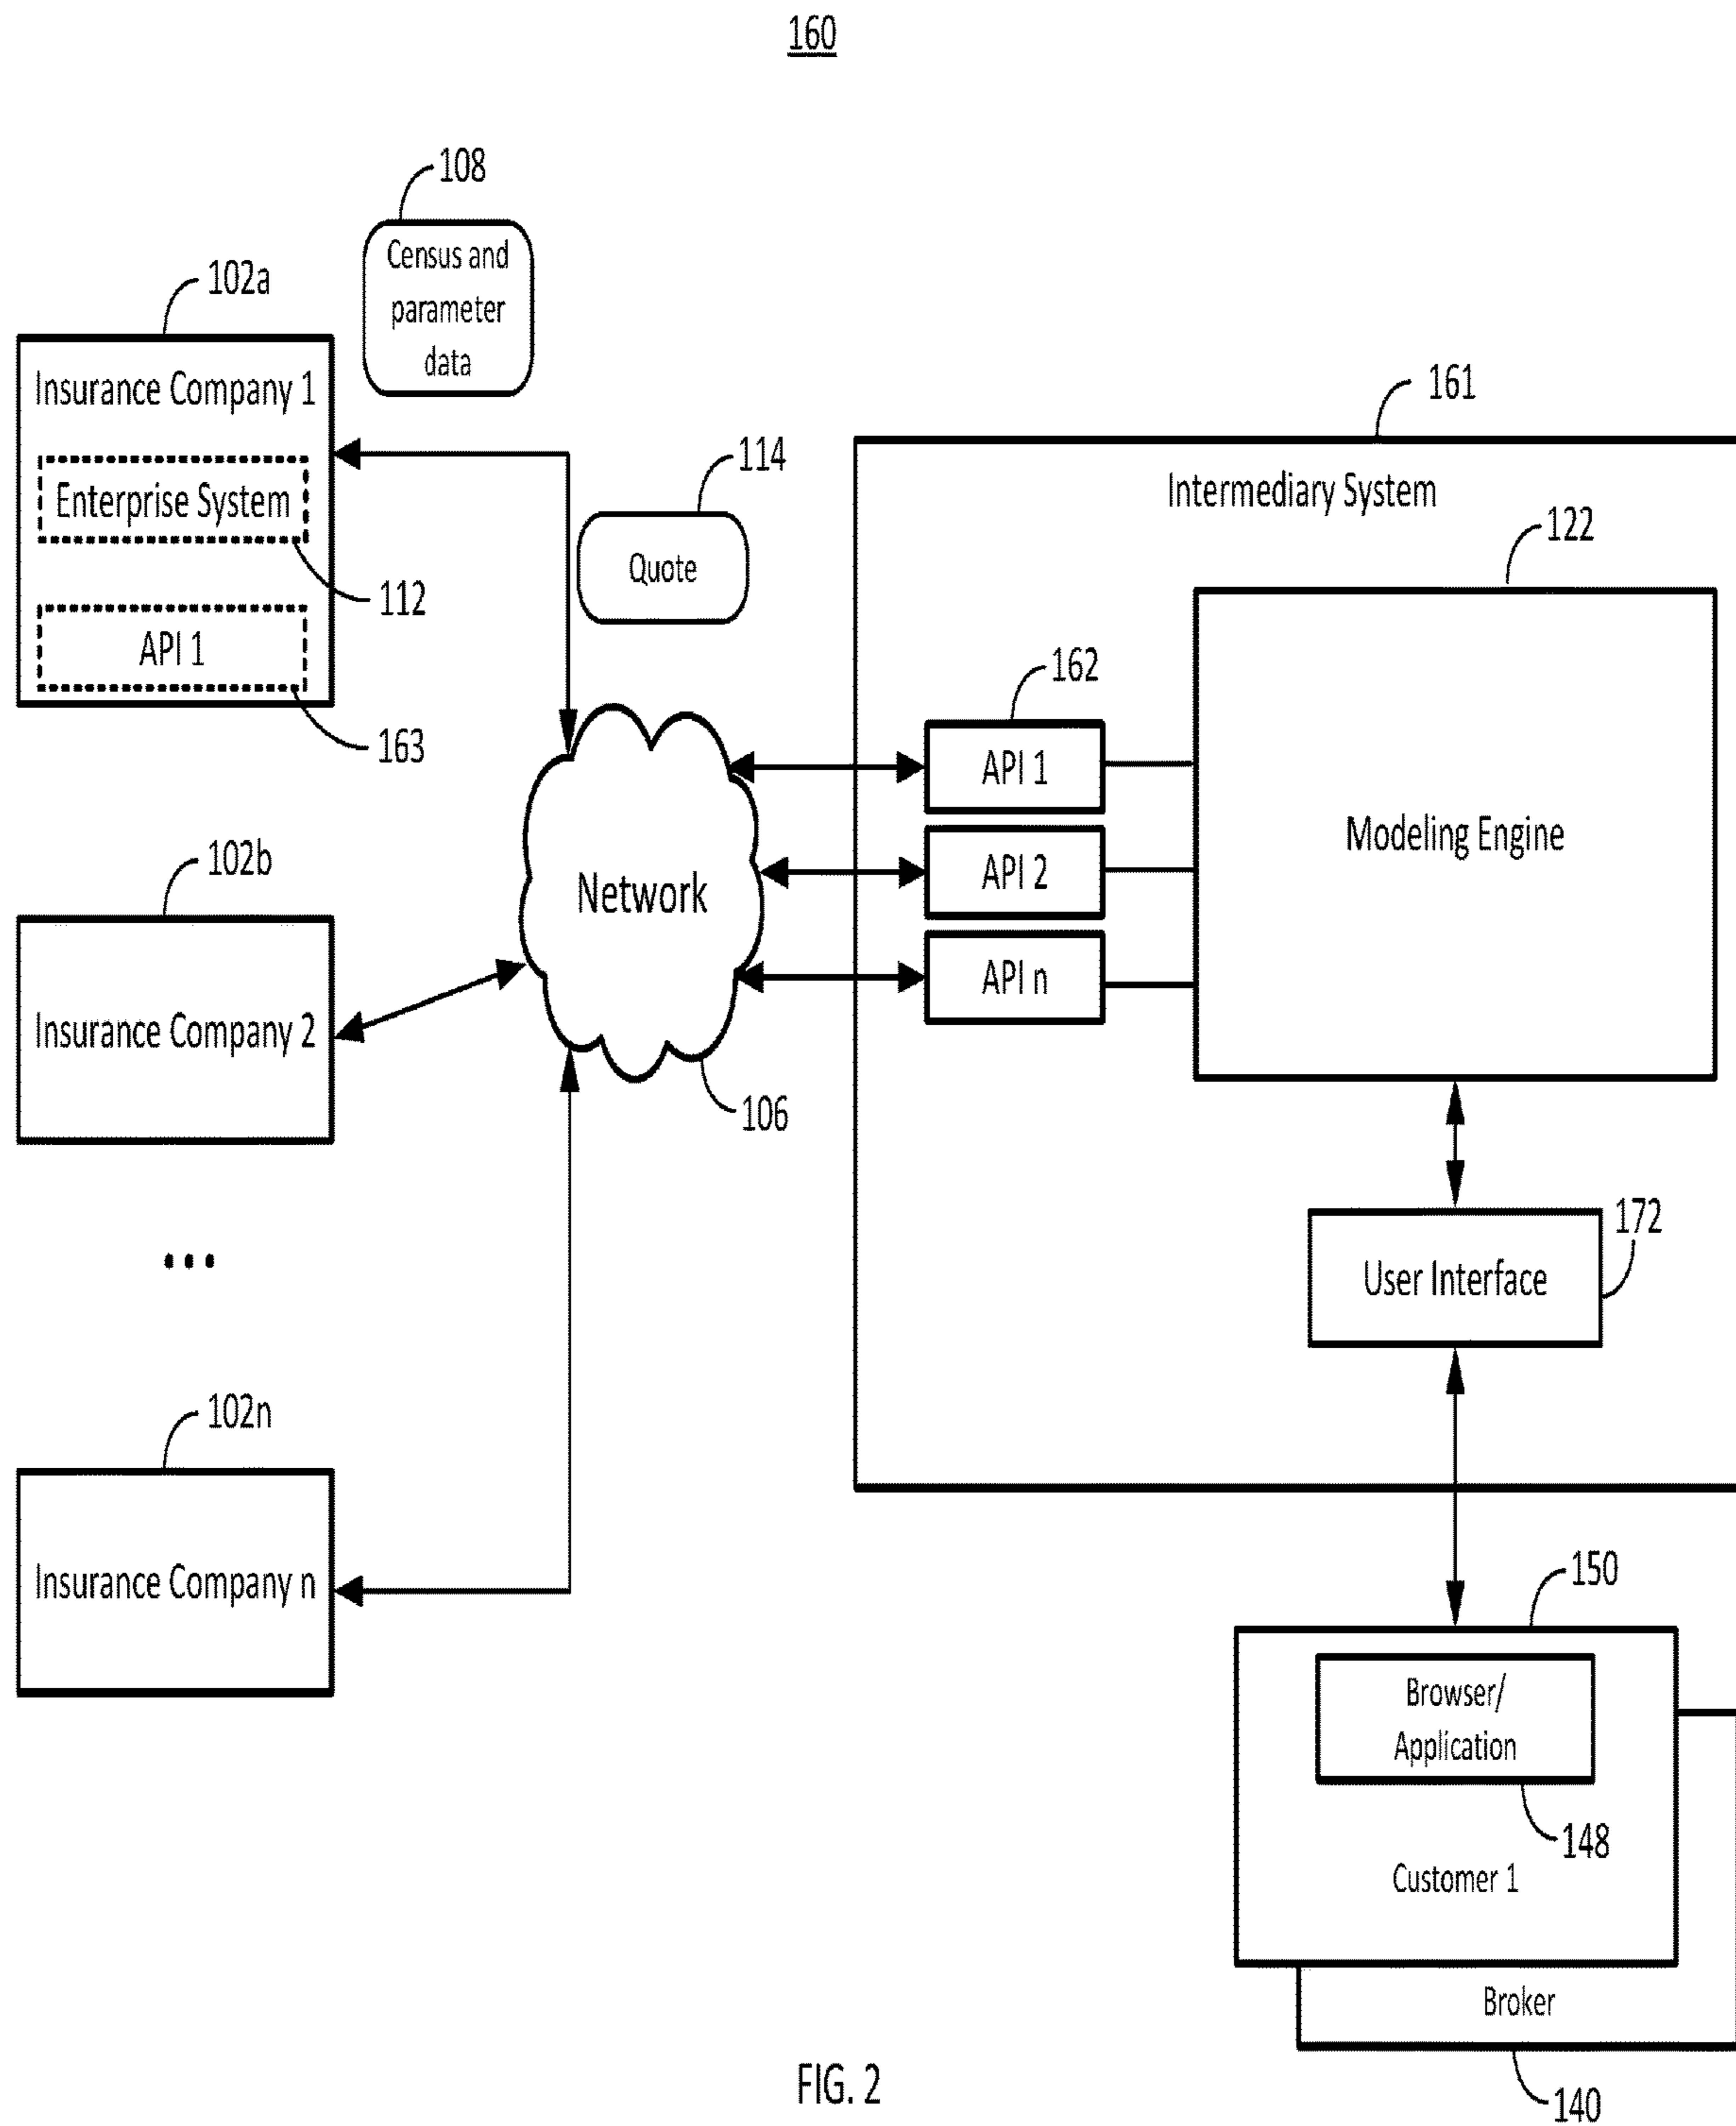 160
108
Census and
parameter
data
102a
Insurance Company 1
Enterprise System
112
API 1
163
114
Quote
161
Intermediary System
122
Modeling Engine
162
API 1
API 2
API n
Network
106
102b
Insurance Company 2
...
172
User Interface
102n
Insurance Company n
150
Browser/
Application
148
Customer 1
Broker
140
FIG. 2